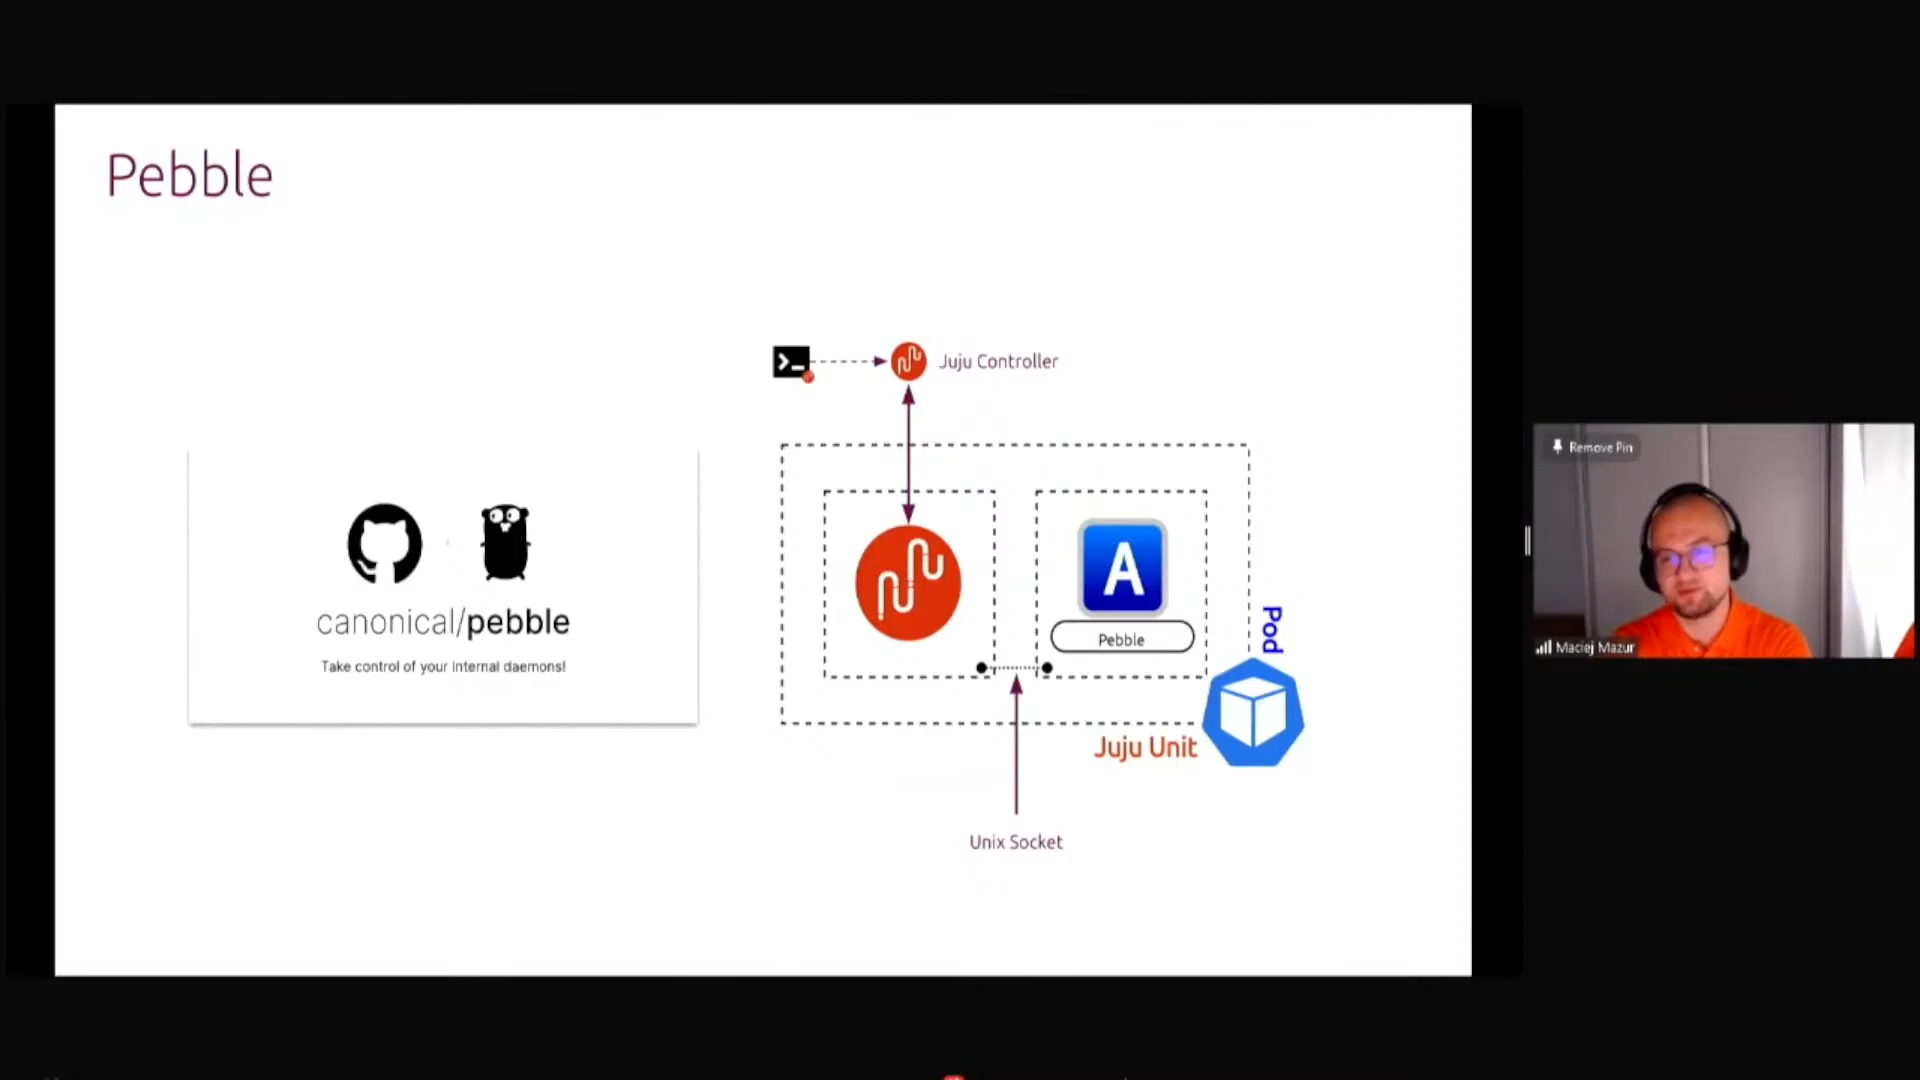 Pebble
Juju Controller
canonical/pebble
Take control of your internal daemons!
A
Pebble
Pod
Juju Unit
Unix Socket
Remove Pin
Maciej Mazur